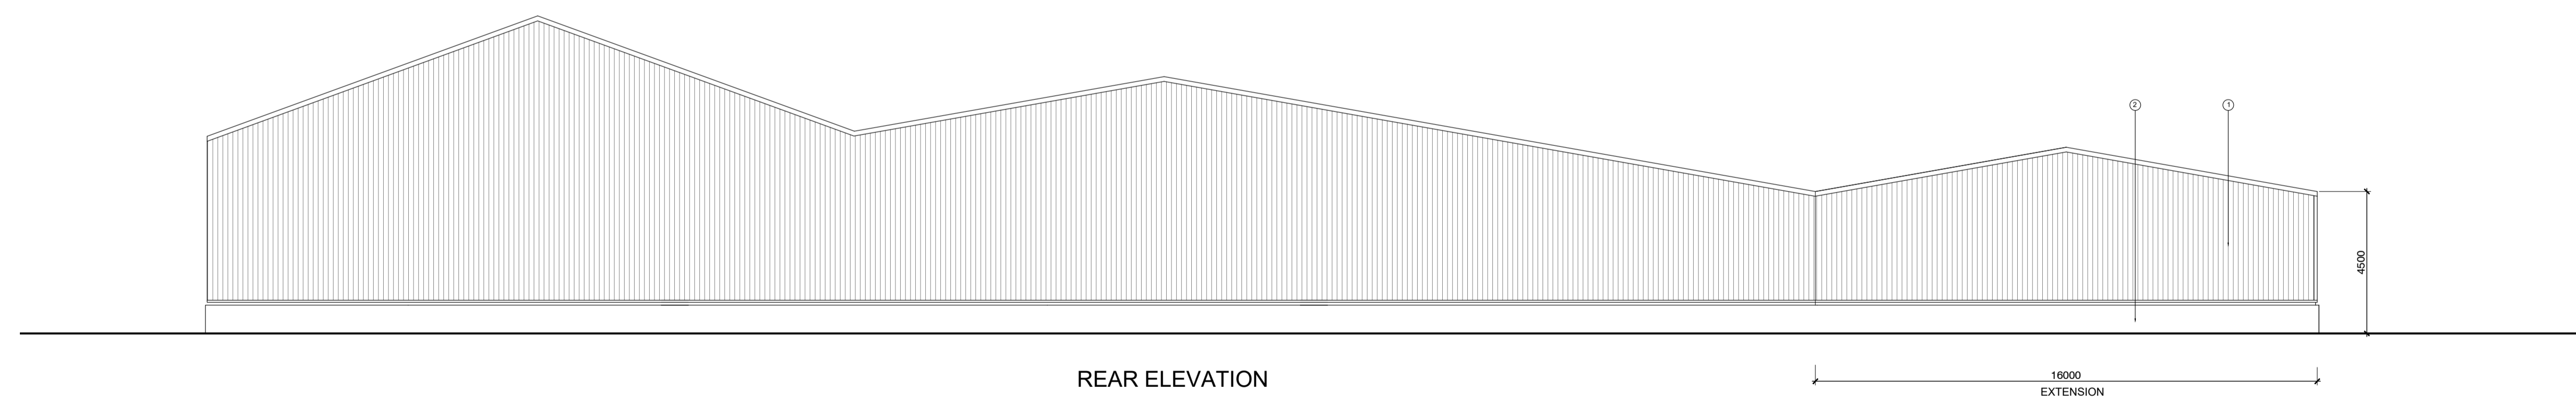 2
1
4500
REAR ELEVATION
16000
EXTENSION